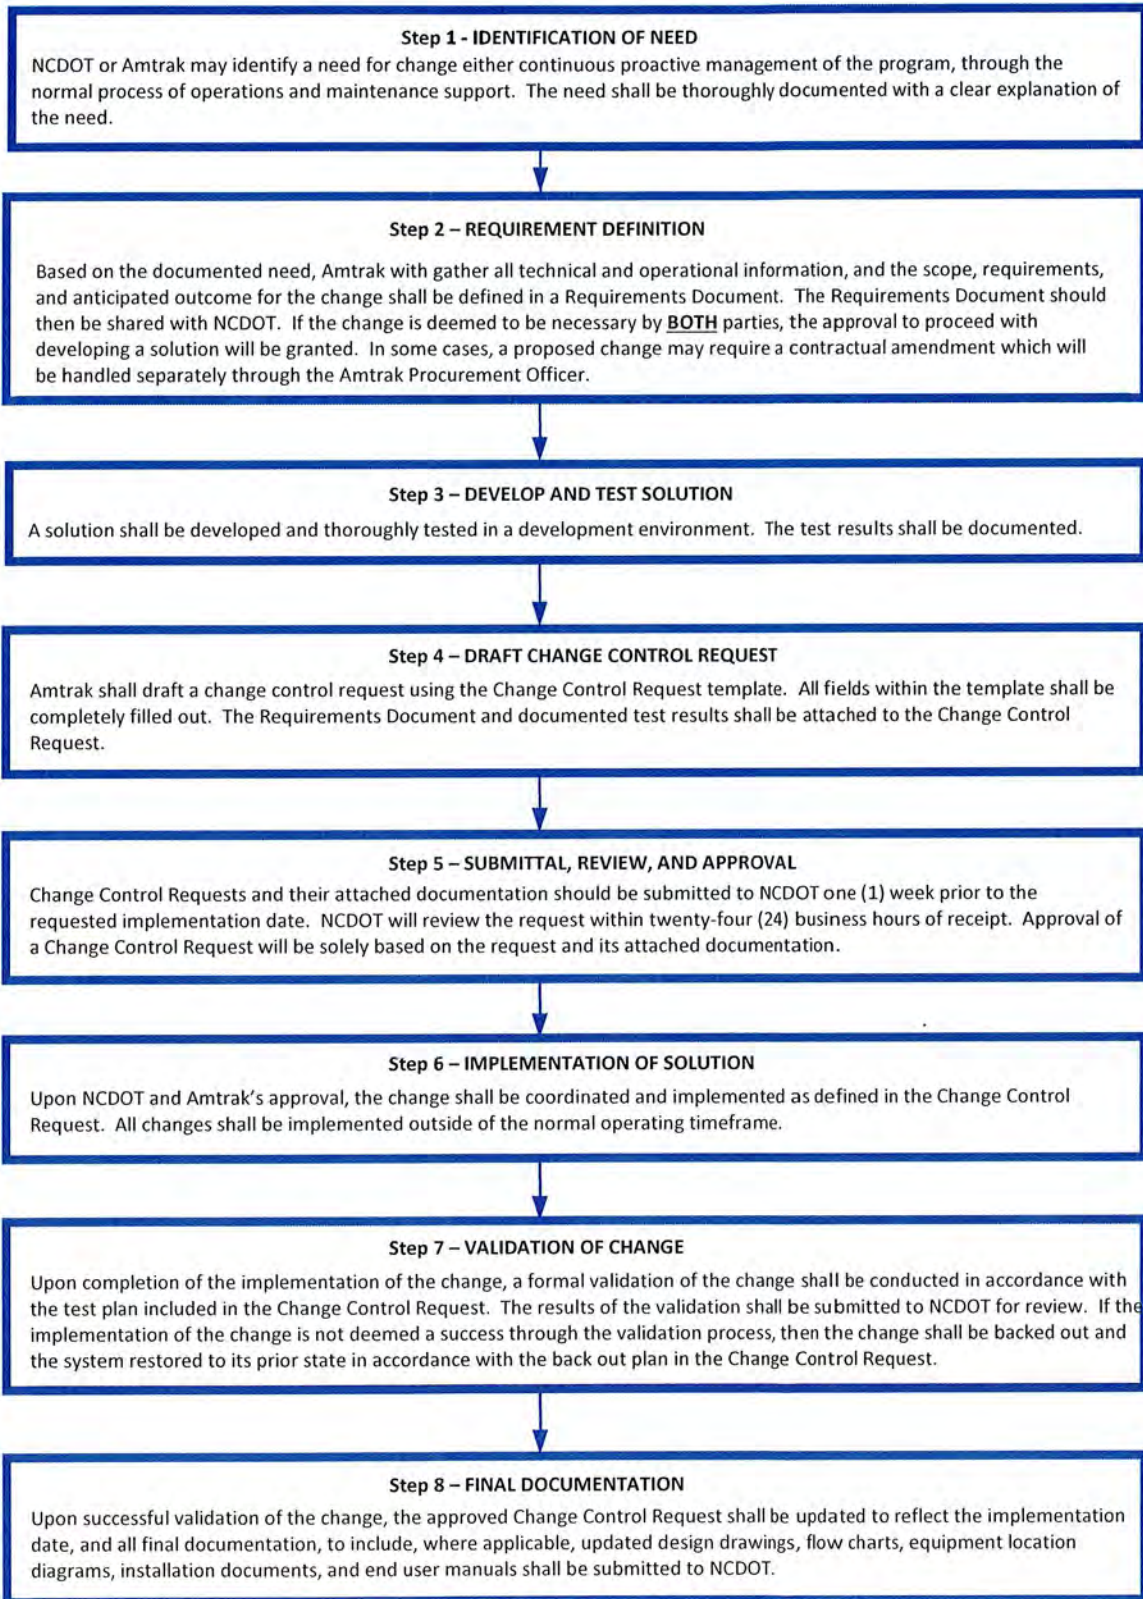 Step 1 - IDENTIFICATION OF NEED
NCDOT or Amtrak may identify a need for change either continuous proactive management of the program, through the
normal process of operations and maintenance support. The need shall be thoroughly documented with a clear explanation of
the need.
Step 2 – REQUIREMENT DEFINITION
Based on the documented need, Amtrak with gather all technical and operational information, and the scope, requirements,
and anticipated outcome for the change shall be defined in a Requirements Document. The Requirements Document should
then be shared with NCDOT. If the change is deemed to be necessary by BOTH parties, the approval to proceed with
developing a solution will be granted. In some cases, a proposed change may require a contractual amendment which will
be handled separately through the Amtrak Procurement Officer.
Step 3 – DEVELOP AND TEST SOLUTION
A solution shall be developed and thoroughly tested in a development environment. The test results shall be documented.
Step 4 – DRAFT CHANGE CONTROL REQUEST
Amtrak shall draft a change control request using the Change Control Request template. All fields within the template shall be
completely filled out. The Requirements Document and documented test results shall be attached to the Change Control
Request.
Step 5 – SUBMITTAL, REVIEW, AND APPROVAL
Change Control Requests and their attached documentation should be submitted to NCDOT one (1) week prior to the
requested implementation date. NCDOT will review the request within twenty-four (24) business hours of receipt. Approval of
a Change Control Request will be solely based on the request and its attached documentation.
Step 6 – IMPLEMENTATION OF SOLUTION
Upon NCDOT and Amtrak's approval, the change shall be coordinated and implemented as defined in the Change Control
Request. All changes shall be implemented outside of the normal operating timeframe.
Step 7 – VALIDATION OF CHANGE
Upon completion of the implementation of the change, a formal validation of the change shall be conducted in accordance with
the test plan included in the Change Control Request. The results of the validation shall be submitted to NCDOT for review. If the
implementation of the change is not deemed a success through the validation process, then the change shall be backed out and
the system restored to its prior state in accordance with the back out plan in the Change Control Request.
Step 8 – FINAL DOCUMENTATION
Upon successful validation of the change, the approved Change Control Request shall be updated to reflect the implementation
date, and all final documentation, to include, where applicable, updated design drawings, flow charts, equipment location
diagrams, installation documents, and end user manuals shall be submitted to NCDOT.